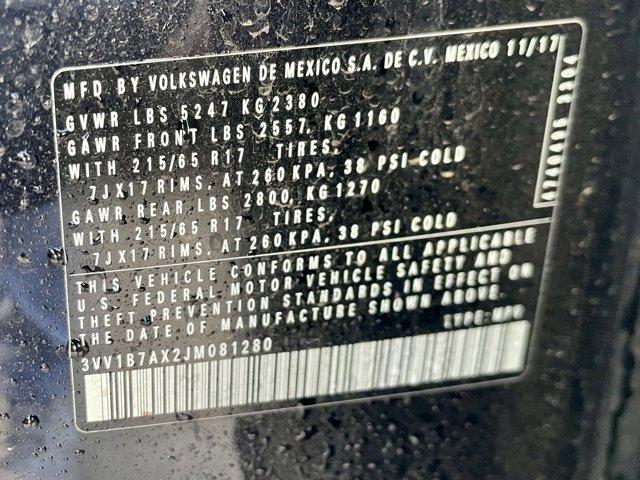 MFD BY VOLKSWAGEN DE MEXICO S.A. DE C.V. MEXICO 11/17
GVWR LBS 5247 KG 2380
GAWR FRONT LBS 2557, KG 1160
WITH 215/65 R17 TIRES,
7JX17 RIMS, AT 260 KPA, 38 PSI COLD
GAWR REAR LBS 2800, KG 1270
WITH 215/65 R17 TIRES,
7JX17 RIMS, AT 260 KPA, 38 PSI COLD
THIS VEHICLE CONFORMS TO ALL APPLICABLE
U.S. FEDERAL MOTOR VEHICLE SAFETY AND
THEFT PREVENTION STANDARDS IN EFFECT ON
THE DATE OF MANUFACTURE SHOWN ABOVE.
3VV1B7AX2JM081280 TYPE: MPV